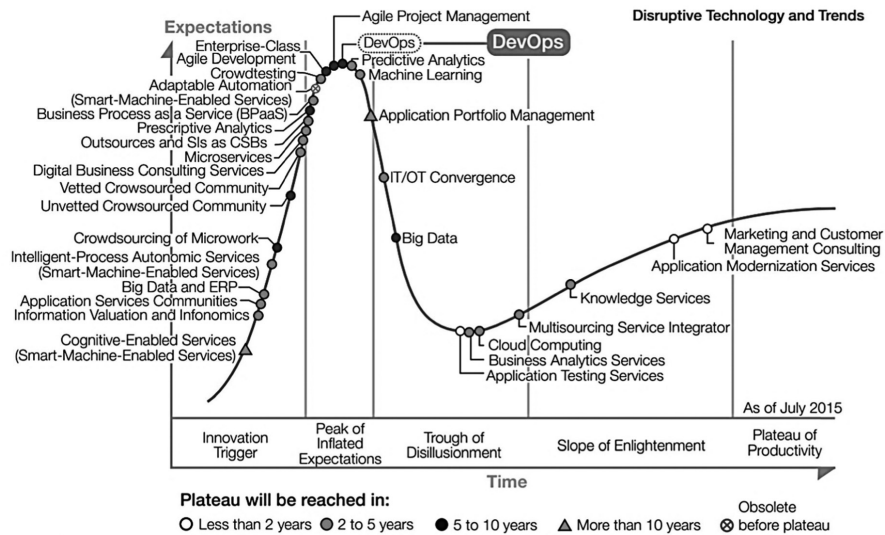 Disruptive Technology and Trends
Expectations
Agile Project Management
DevOps
DevOps
Enterprise-Class
Agile Development
Crowdtesting
Adaptable Automation
(Smart-Machine-Enabled Services)
Business Process as a Service (BPaaS)
Prescriptive Analytics
Outsources and SIs as CSBs
Microservices
Digital Business Consulting Services
Vetted Crowsourced Community
Unvetted Crowsourced Community
Crowdsourcing of Microwork
Intelligent-Process Autonomic Services
(Smart-Machine-Enabled Services)
Big Data and ERP
Application Services Communities
Information Valuation and Infonomics
Cognitive-Enabled Services
(Smart-Machine-Enabled Services)
Predictive Analytics
Machine Learning
Application Portfolio Management
IT/OT Convergence
Big Data
Marketing and Customer
Management Consulting
Application Modernization Services
Knowledge Services
Multisourcing Service Integrator
Cloud Computing
Business Analytics Services
Application Testing Services
As of July 2015
Innovation
Trigger
Peak of
Inflated
Expectations
Trough of
Disillusionment
Slope of Enlightenment
Plateau of
Productivity
Time
Plateau will be reached in:
Less than 2 years
2 to 5 years
5 to 10 years
More than 10 years
Obsolete
before plateau